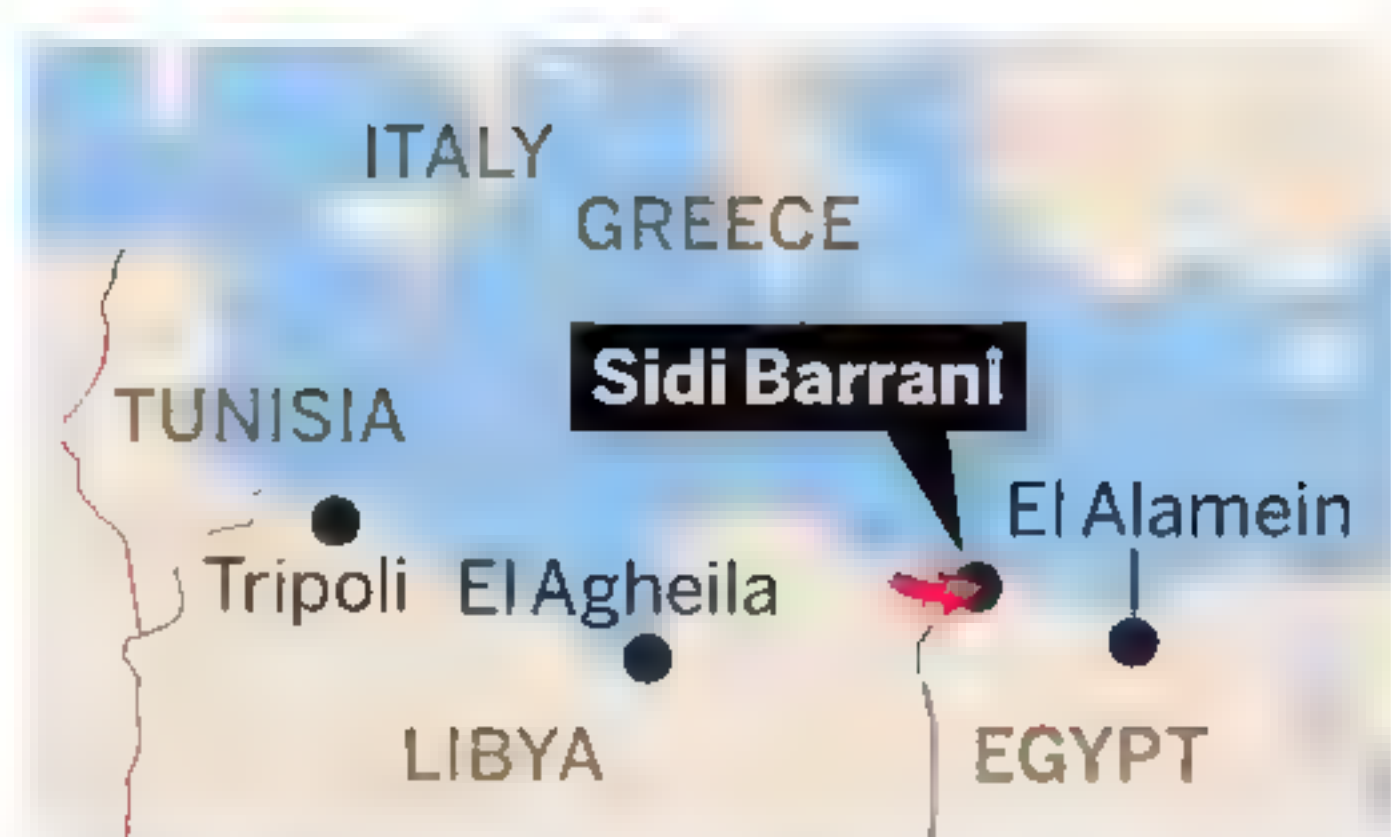 ITALY
GREECE
Sidi Barrani
TUNISIA
El Alamein
Tripoli
El Agheila
LIBYA
EGYPT